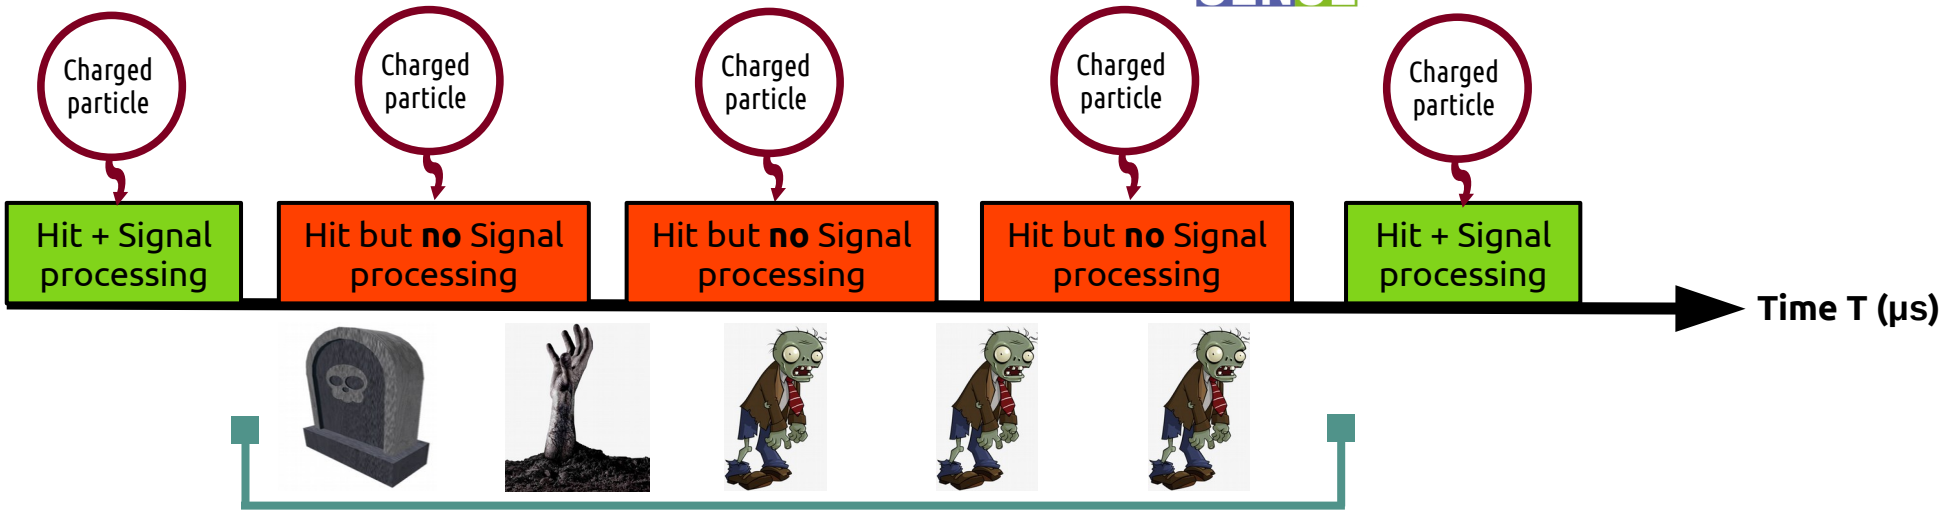 Charged
particle
Charged
particle
Charged
particle
Charged
particle
Charged
particle
Hit + Signal
processing
Hit but no Signal
processing
Hit but no Signal
processing
Hit but no Signal
processing
Hit + Signal
processing
Time T (µs)